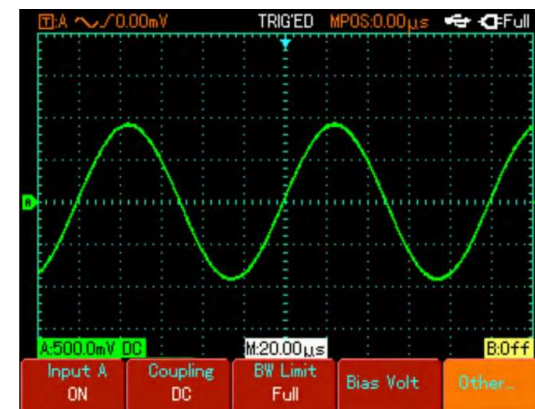 T:A 0.00mV TRIG'ED MPOS:0.00μs Full
A
A:500.0mV DC M:20.00μs B:Off
Input A Coupling BW Limit Bias Volt Other...
ON DC Full